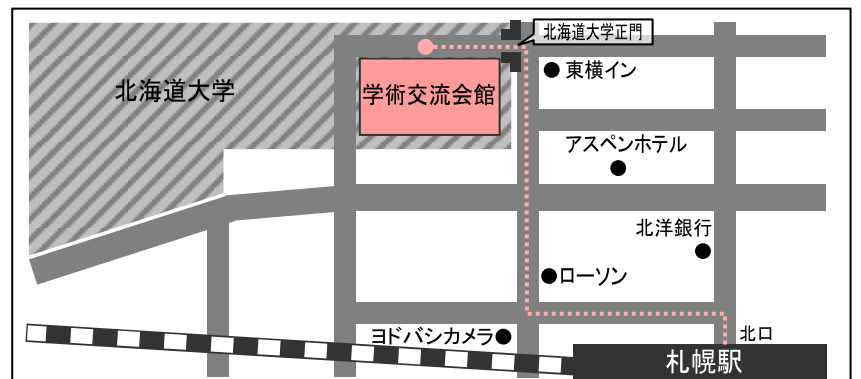 北海道大学正門
東横イン
北海道大学
学術交流会館
アスペンホテル
北洋銀行
ローソン
ヨドバシカメラ
北口
札幌駅